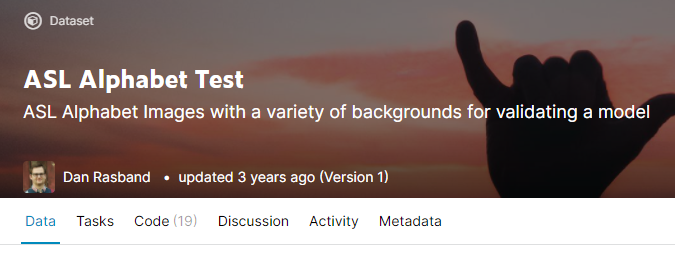 Dataset
ASL Alphabet Test
ASL Alphabet Images with a variety of backgrounds for validating a model
Dan Rasband • updated 3 years ago (Version 1)
Data Tasks Code (19) Discussion Activity Metadata